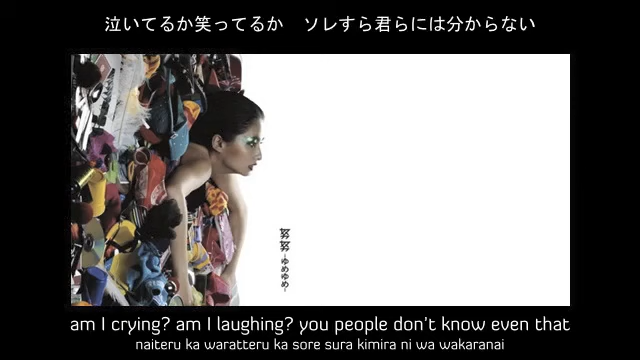 泣いてるか笑ってるか　ソレすら君らには分からない
努努
-ゆめゆめ-
am I crying? am I laughing? you people don't know even that
naiteru ka waratteru ka sore sura kimira ni wa wakaranai